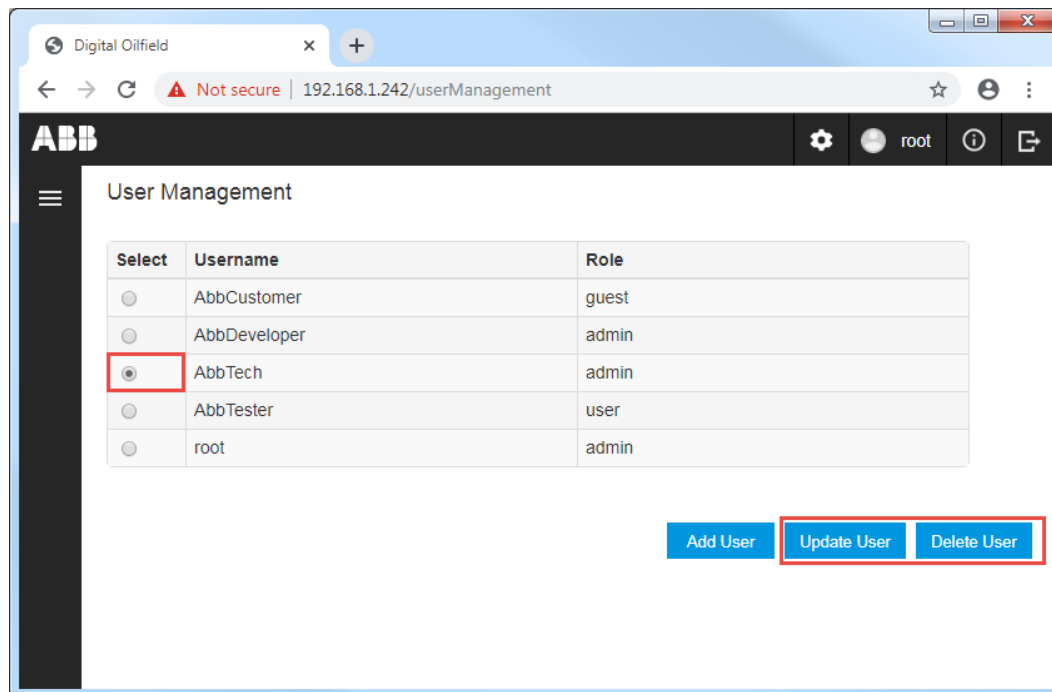 Digital Oilfield
Not secure | 192.168.1.242/userManagement
ABB root
User Management
Select Username Role
AbbCustomer guest
AbbDeveloper admin
AbbTech admin
AbbTester user
root admin
Add User Update User Delete User